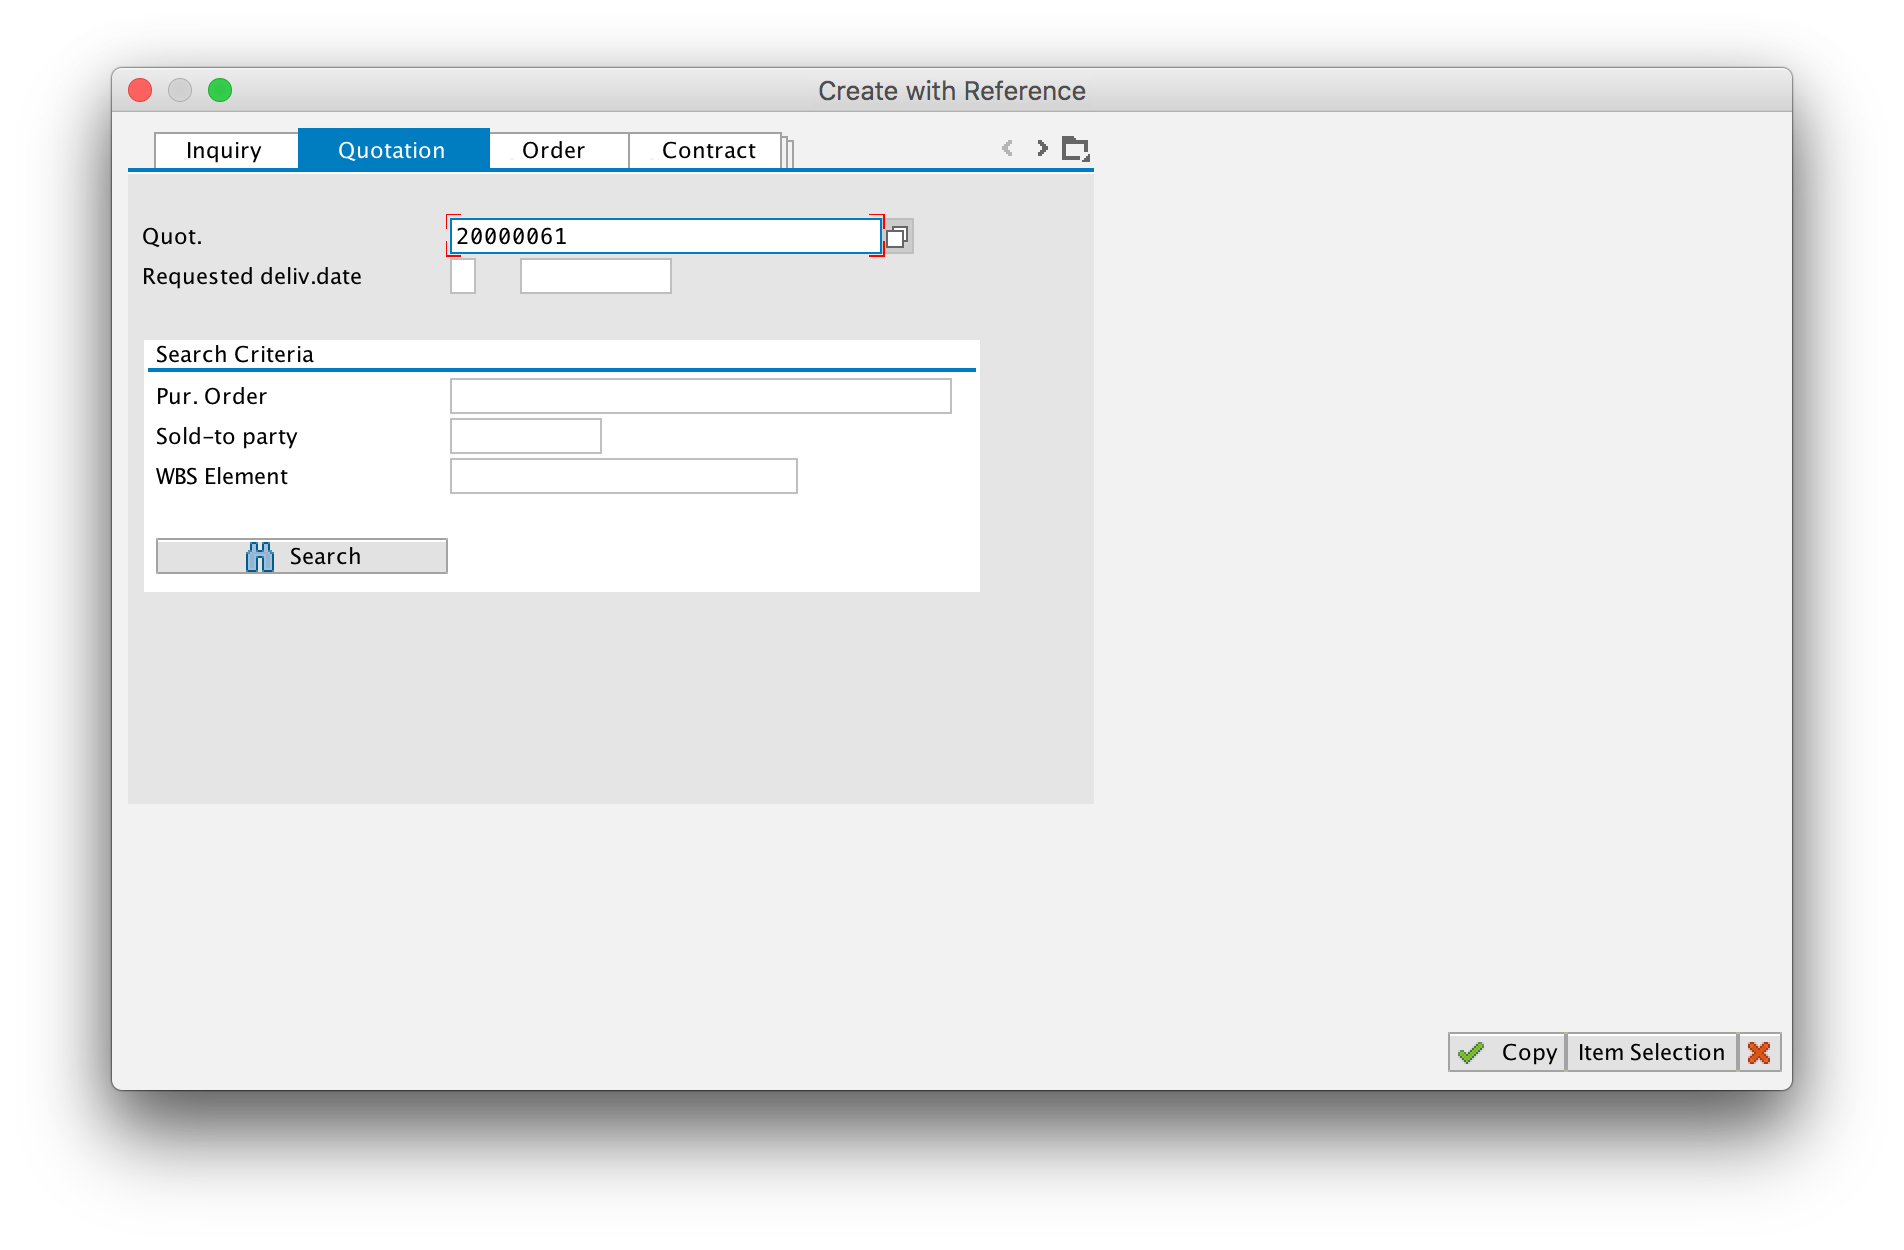 Create with Reference
Inquiry Quotation Order Contract
Quot. 20000061
Requested deliv.date
Search Criteria
Pur. Order
Sold-to party
WBS Element
Search
Copy Item Selection